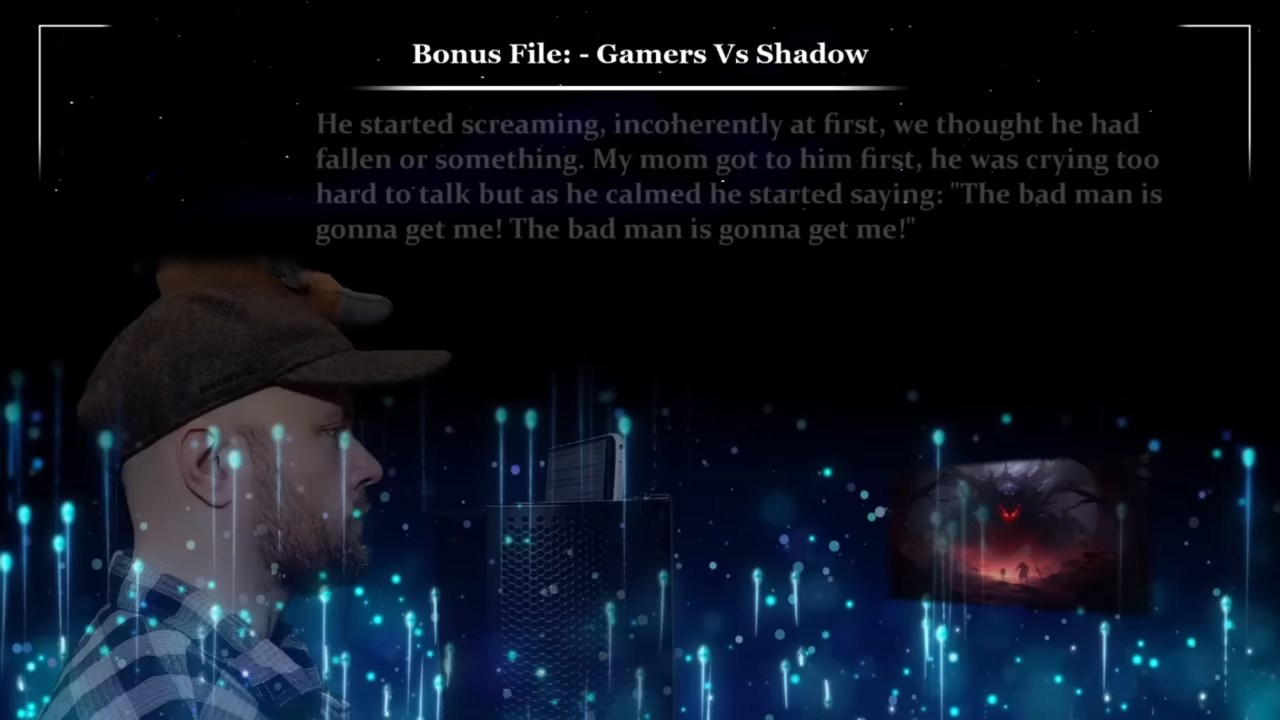 Bonus File: - Gamers Vs Shadow
He started screaming, incoherently at first, we thought he had
fallen or something. My mom got to him first, he was crying too
hard to talk but as he calmed he started saying: "The bad man is
gonna get me! The bad man is gonna get me!"